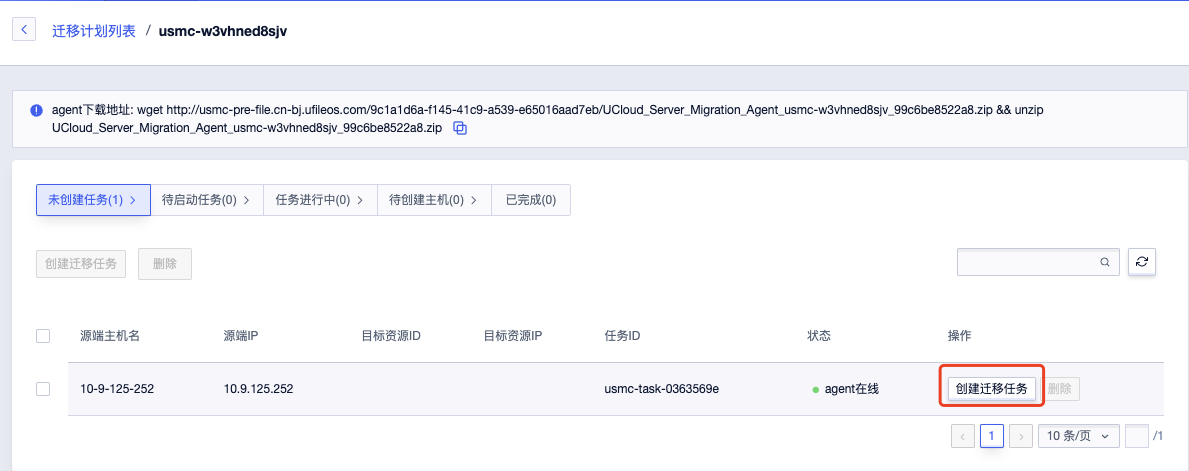 迁移计划列表 / usmc-w3vhned8sjv
agent下载地址: wget http://usmc-pre-file.cn-bj.ufileos.com/9c1a1d6a-f145-41c9-a539-e65016aad7eb/UCloud_Server_Migration_Agent_usmc-w3vhned8sjv_99c6be8522a8.zip && unzip
UCloud_Server_Migration_Agent_usmc-w3vhned8sjv_99c6be8522a8.zip
未创建任务(1) 待启动任务(0) 任务进行中(0) 待创建主机(0) 已完成(0)
创建迁移任务 删除
源端主机名 源端IP 目标资源ID 目标资源IP 任务ID 状态 操作
10-9-125-252 10.9.125.252 usmc-task-0363569e agent在线 创建迁移任务 删除
1 10 条/页 /1